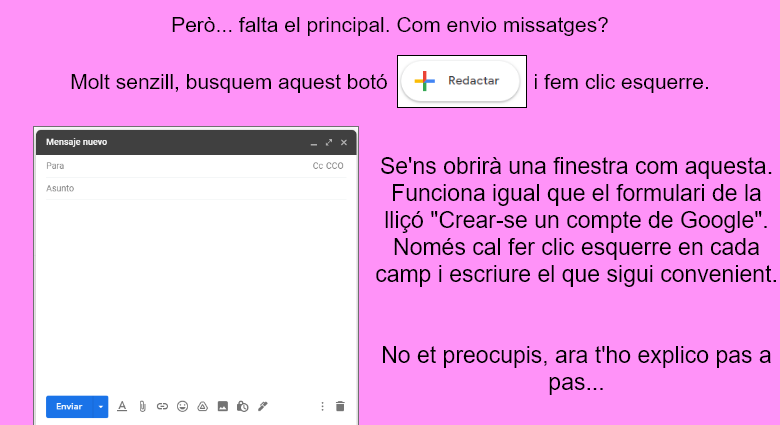 Però... falta el principal. Com envio missatges?
Molt senzill, busquem aquest botó Redactar i fem clic esquerre.
Mensaje nuevo
Para Cc CCO
Asunto
Se'ns obrirà una finestra com aquesta.
Funciona igual que el formulari de la
lliçó "Crear-se un compte de Google".
Només cal fer clic esquerre en cada
camp i escriure el que sigui convenient.
No et preocupis, ara t'ho explico pas a
pas...
Enviar